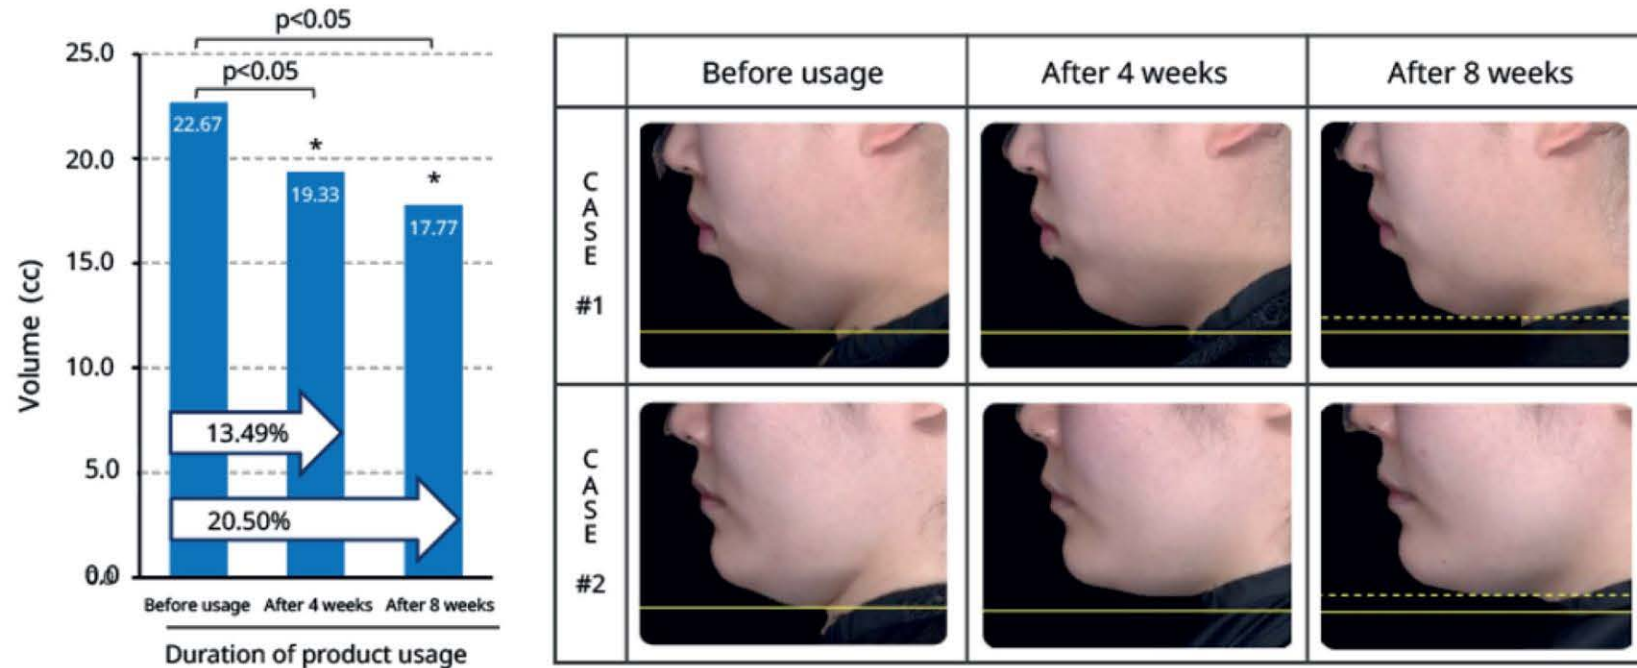 p<0.05
25.0
p<0.05
22.67
*
20.0
19.33
*
17.77
15.0
Volume (cc)
10.0
13.49%
5.0
20.50%
0.0
Before usage After 4 weeks After 8 weeks
Duration of product usage
Before usage After 4 weeks After 8 weeks
CASE
#1
CASE
#2